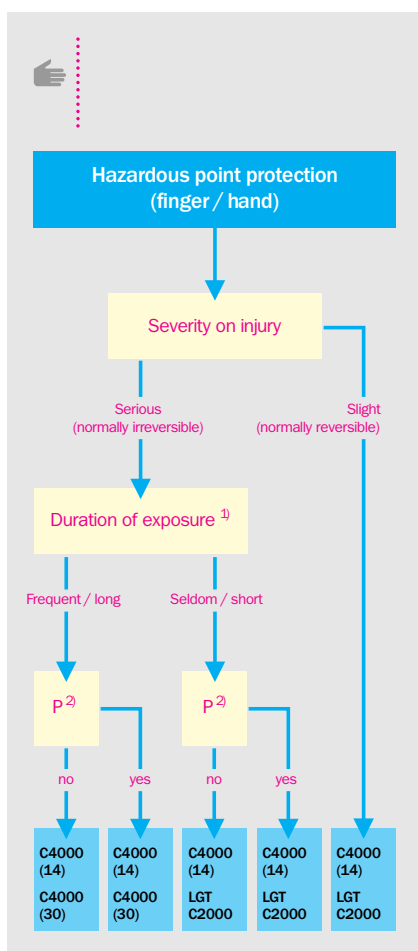 Hazardous point protection
(finger / hand)
Severity on injury
Serious
(normally irreversible)
Slight
(normally reversible)
Duration of exposure 1)
Frequent / long
Seldom / short
P 2)
P 2)
no
yes
no
yes
C4000
(14)
C4000
(30)
C4000
(14)
C4000
(30)
C4000
(14)
LGT
C2000
C4000
(14)
LGT
C2000
C4000
(14)
LGT
C2000